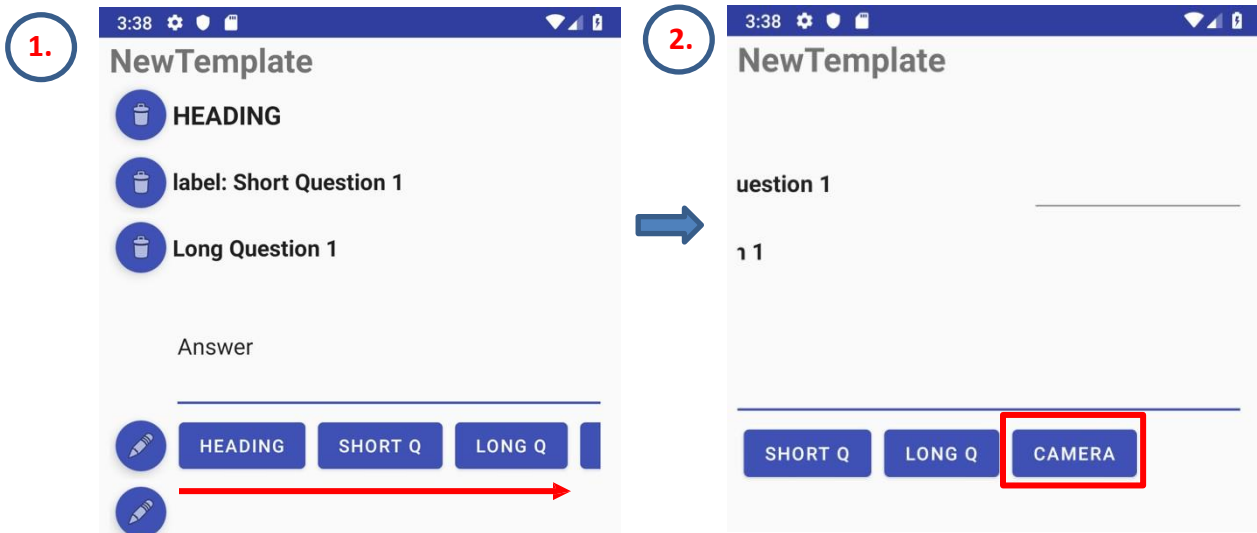 1.
3:38
NewTemplate
HEADING
label: Short Question 1
Long Question 1
Answer
HEADING SHORT Q LONG Q
2.
3:38
NewTemplate
uestion 1
n 1
SHORT Q LONG Q CAMERA